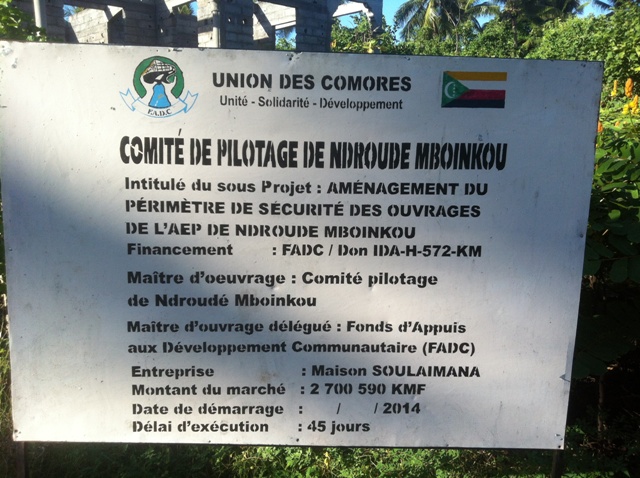 UNION DES COMORES
Unité - Solidarité - Développement
F.A.D.C
COMITÉ DE PILOTAGE DE NDROUDE MBOINKOU
Intitulé du sous Projet : AMÉNAGEMENT DU
PÉRIMÈTRE DE SÉCURITÉ DES OUVRAGES
DE L'AEP DE NDROUDE MBOINKOU
Financement : FADC / Don IDA-H-572-KM
Maître d'oeuvrage : Comité pilotage
de Ndroudé Mboinkou
Maître d'ouvrage délégué : Fonds d'Appuis
aux Développement Communautaire (FADC)
Entreprise : Maison SOULAIMANA
Montant du marché : 2 700 590 KMF
Date de démarrage : / / 2014
Délai d'exécution : 45 jours